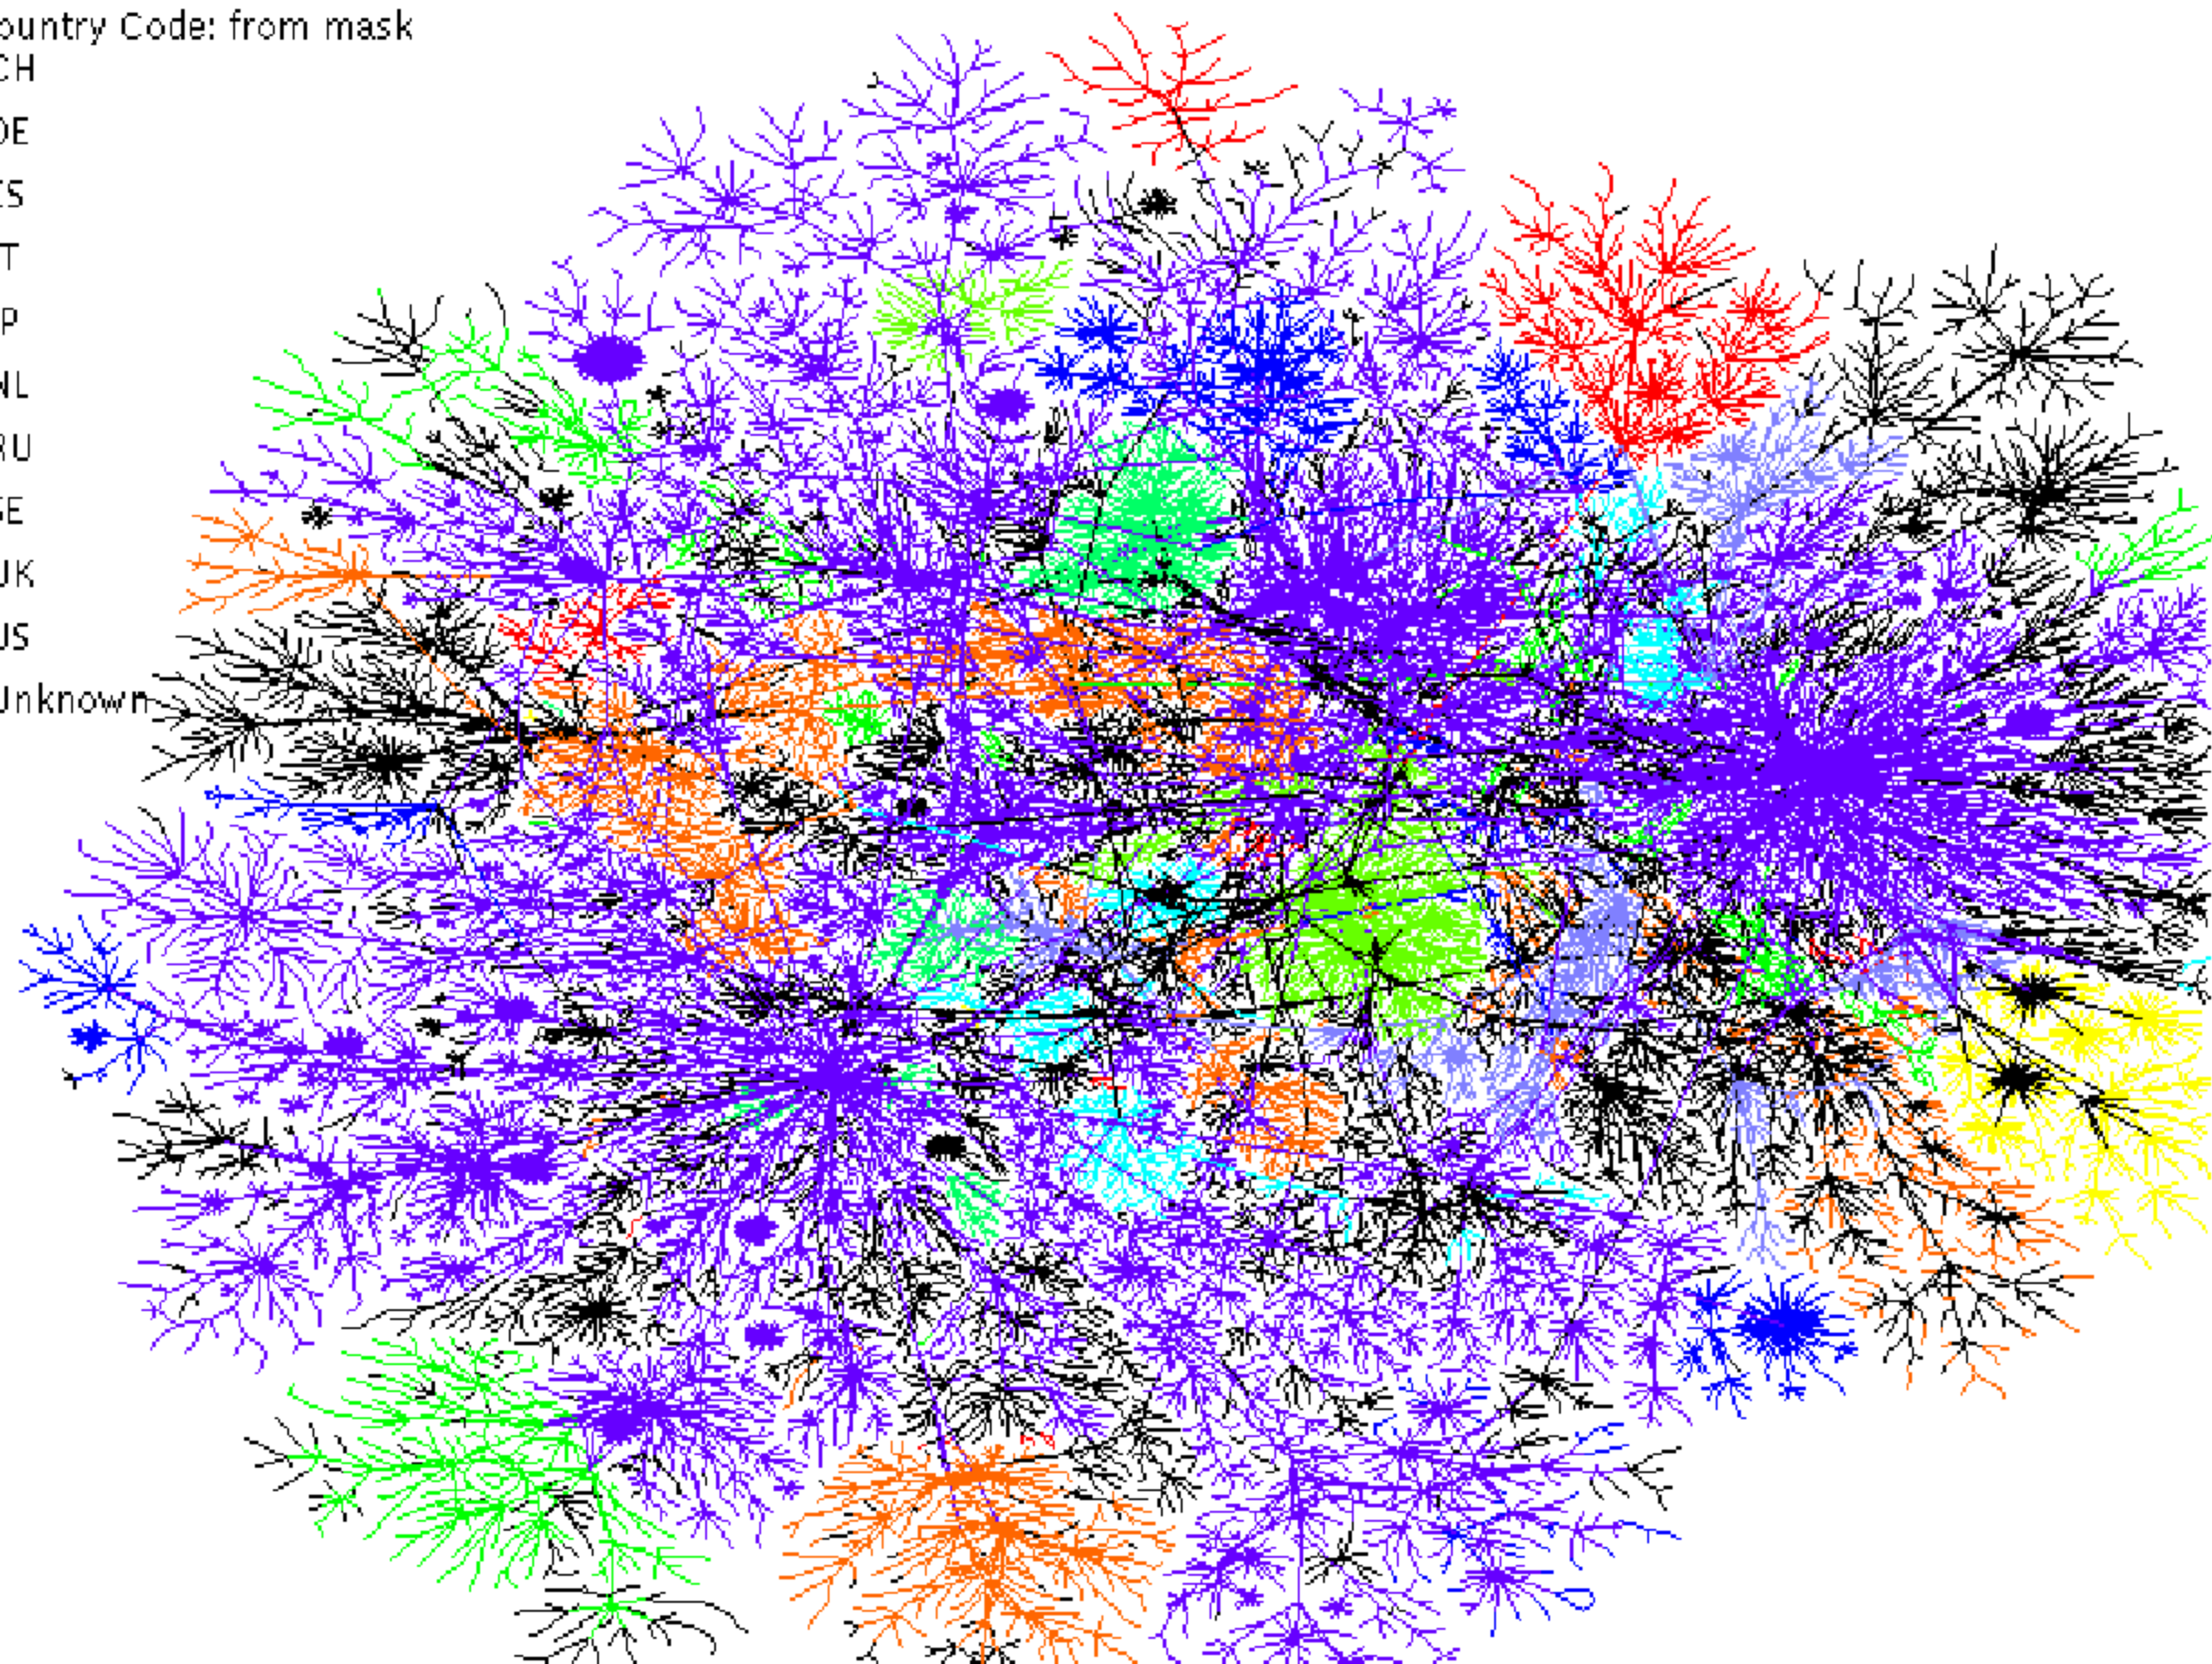 ountry Code: from mask
CH
DE
ES
T
P
NL
RU
SE
UK
US
Unknown